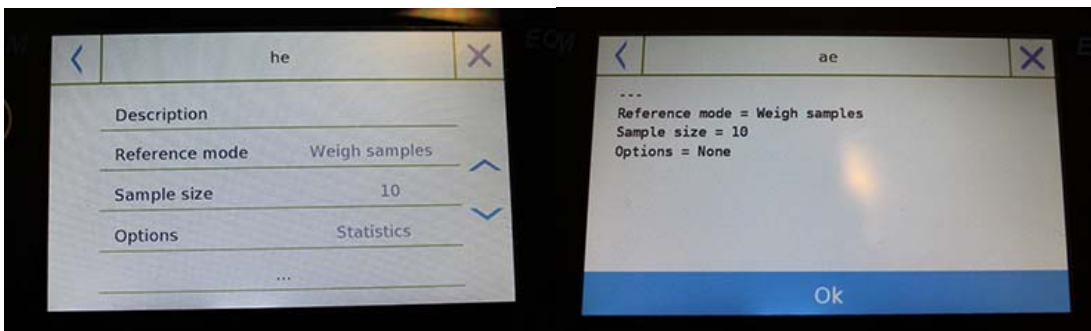 he
Description
Reference mode Weigh samples
Sample size 10
Options Statistics
...
ae
---
Reference mode = Weigh samples
Sample size = 10
Options = None
Ok